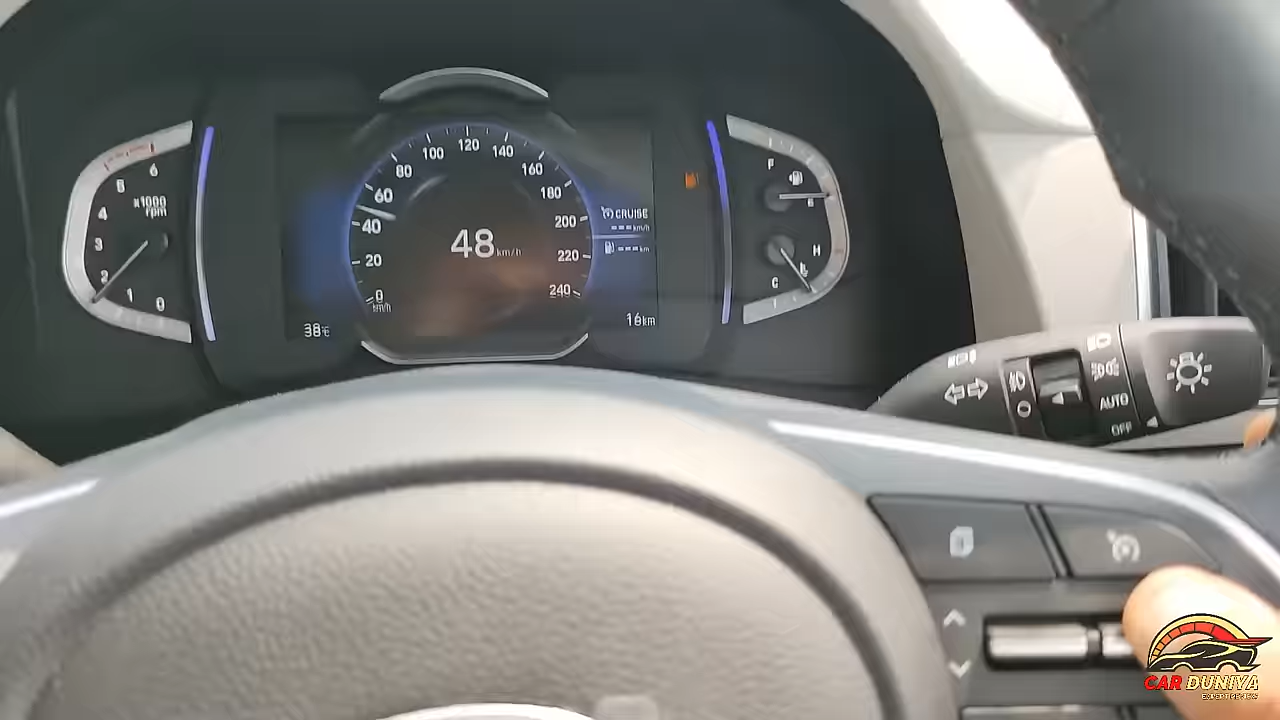 6
5
4
3
2
1
0
x1000
rpm
38°C
0
20
40
60
80
100
120
140
160
180
200
220
240
km/h
48 km/h
CRUISE
--- km/h
--- km
16km
F
E
H
C
AUTO
OFF
CAR DUNIYA